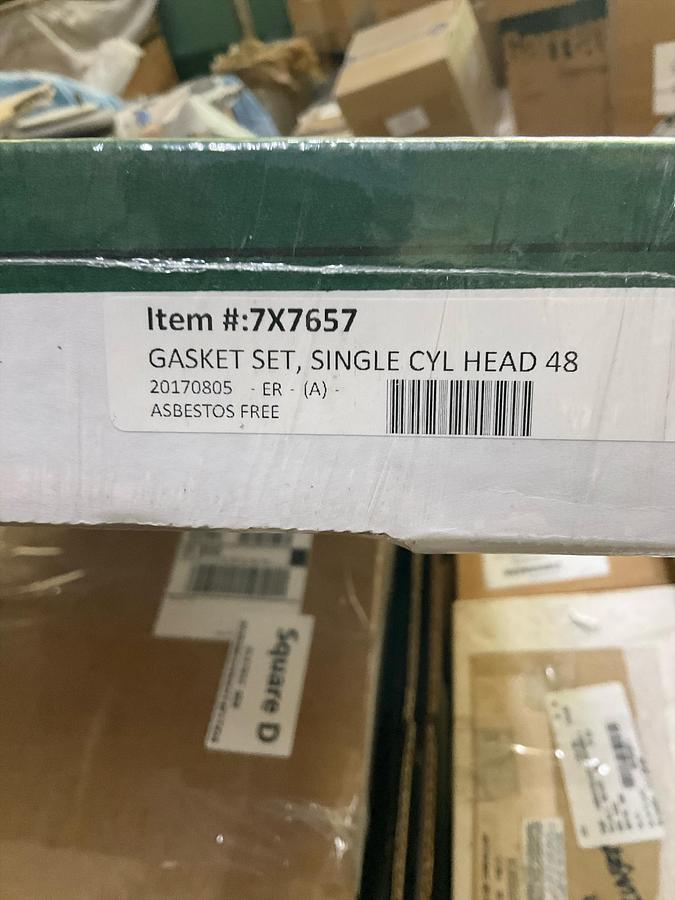 Item #:7X7657
GASKET SET, SINGLE CYL HEAD 48
20170805 - ER - (A) -
ASBESTOS FREE
Square D